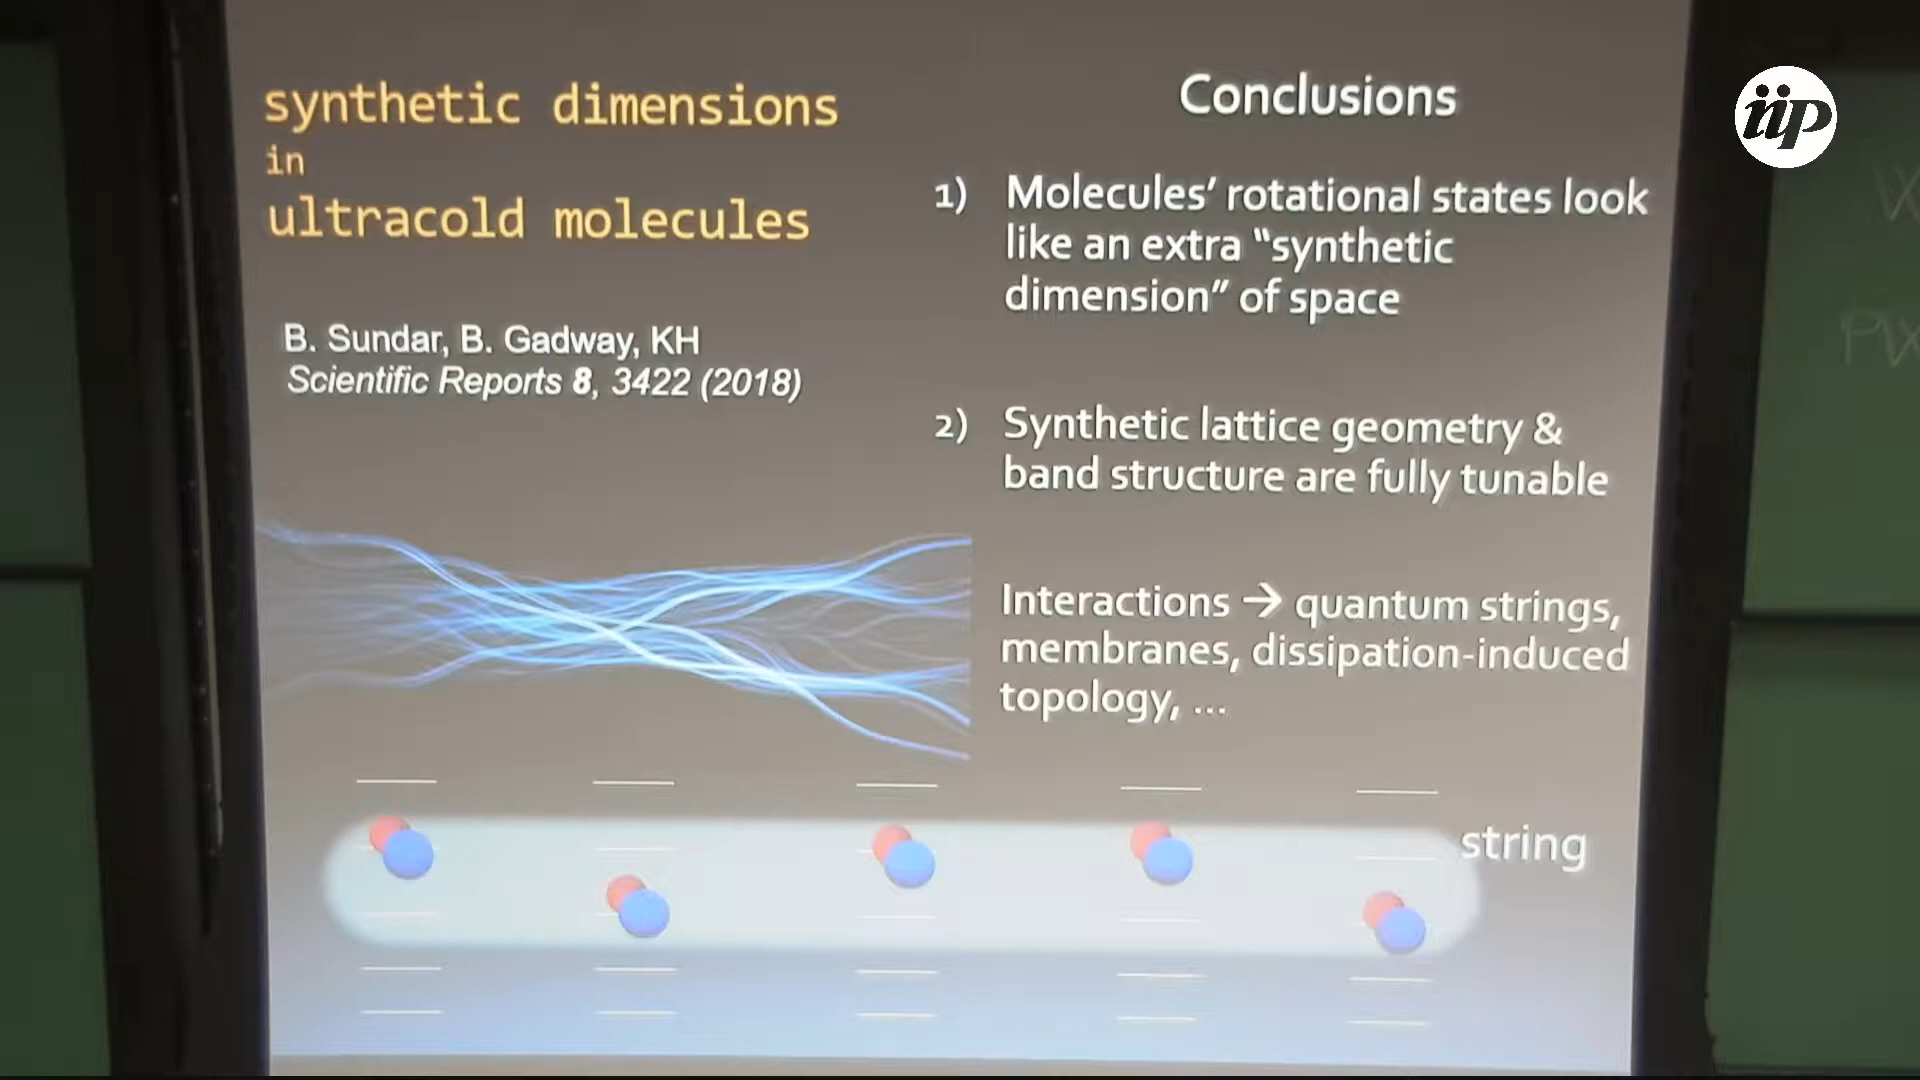 synthetic dimensions
in
ultracold molecules
B. Sundar, B. Gadway, KH
Scientific Reports 8, 3422 (2018)
Conclusions
1) Molecules’ rotational states look
like an extra “synthetic
dimension” of space
2) Synthetic lattice geometry &
band structure are fully tunable
Interactions → quantum strings,
membranes, dissipation-induced
topology, ...
string
iip